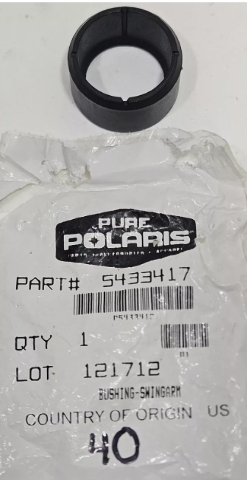 PURE
POLARIS
PART# 5433417
QTY 1
LOT 121712
BUSHING-SWINGARM
COUNTRY OF ORIGIN US
40